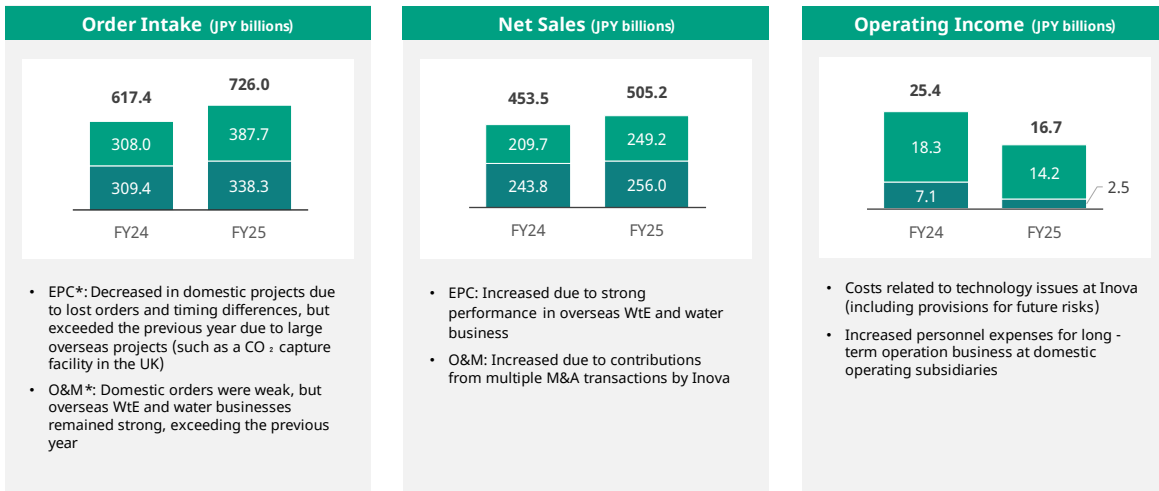 Order Intake (JPY billions)
617.4
726.0
308.0
387.7
309.4
338.3
FY24
FY25
• EPC*: Decreased in domestic projects due
to lost orders and timing differences, but
exceeded the previous year due to large
overseas projects (such as a CO₂ capture
facility in the UK)
• O&M*: Domestic orders were weak, but
overseas WtE and water businesses
remained strong, exceeding the previous
year
Net Sales (JPY billions)
453.5
505.2
209.7
249.2
243.8
256.0
FY24
FY25
• EPC: Increased due to strong
performance in overseas WtE and water
business
• O&M: Increased due to contributions
from multiple M&A transactions by Inova
Operating Income (JPY billions)
25.4
16.7
18.3
14.2
7.1
2.5
FY24
FY25
• Costs related to technology issues at Inova
(including provisions for future risks)
• Increased personnel expenses for long -
term operation business at domestic
operating subsidiaries